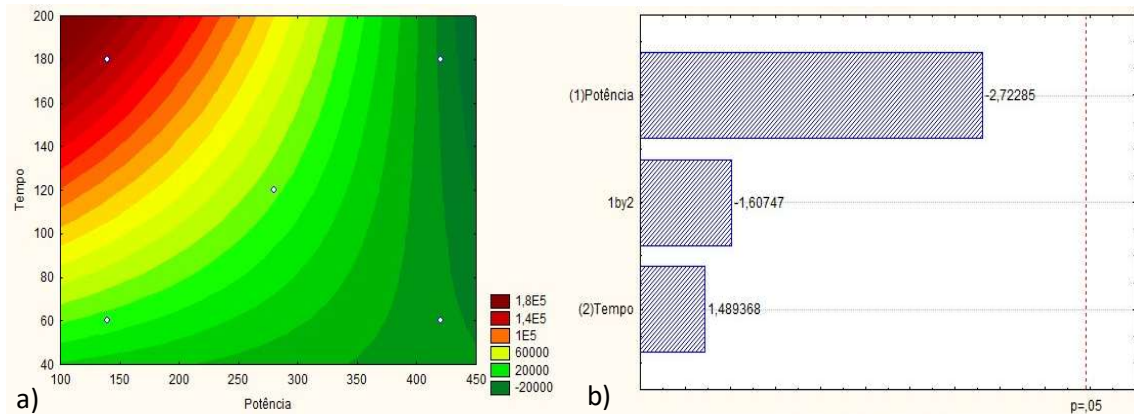 200
180
160
140
120
100
80
60
40
Tempo
100 150 200 250 300 350 400 450
Potência
1,8E5
1,4E5
1E5
60000
20000
-20000
a)
(1)Potência
-2,72285
1by2
-1,60747
(2)Tempo
1,489368
p=,05
b)